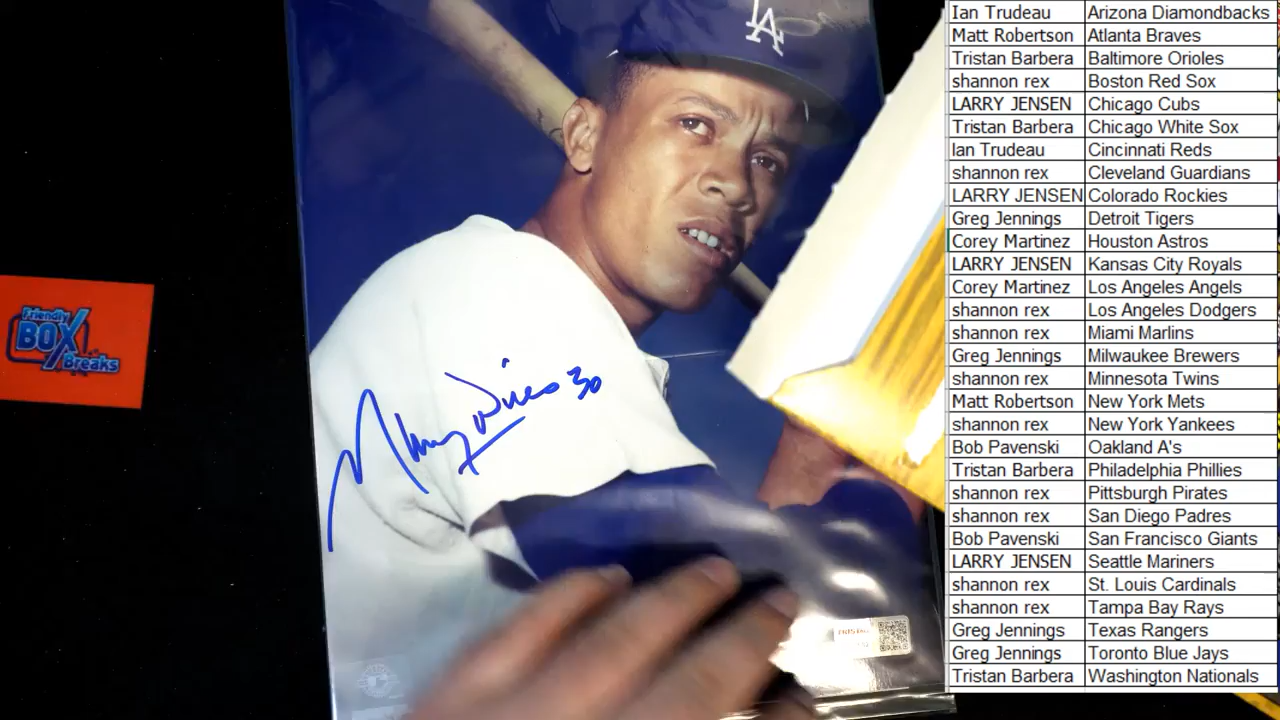 LA
Friendly
BOX
Breaks
Maury Wills 30
Ian Trudeau Arizona Diamondbacks
Matt Robertson Atlanta Braves
Tristan Barbera Baltimore Orioles
shannon rex Boston Red Sox
LARRY JENSEN Chicago Cubs
Tristan Barbera Chicago White Sox
Ian Trudeau Cincinnati Reds
shannon rex Cleveland Guardians
LARRY JENSEN Colorado Rockies
Greg Jennings Detroit Tigers
Corey Martinez Houston Astros
LARRY JENSEN Kansas City Royals
Corey Martinez Los Angeles Angels
shannon rex Los Angeles Dodgers
shannon rex Miami Marlins
Greg Jennings Milwaukee Brewers
shannon rex Minnesota Twins
Matt Robertson New York Mets
shannon rex New York Yankees
Bob Pavenski Oakland A's
Tristan Barbera Philadelphia Phillies
shannon rex Pittsburgh Pirates
shannon rex San Diego Padres
Bob Pavenski San Francisco Giants
LARRY JENSEN Seattle Mariners
shannon rex St. Louis Cardinals
shannon rex Tampa Bay Rays
Greg Jennings Texas Rangers
Greg Jennings Toronto Blue Jays
Tristan Barbera Washington Nationals